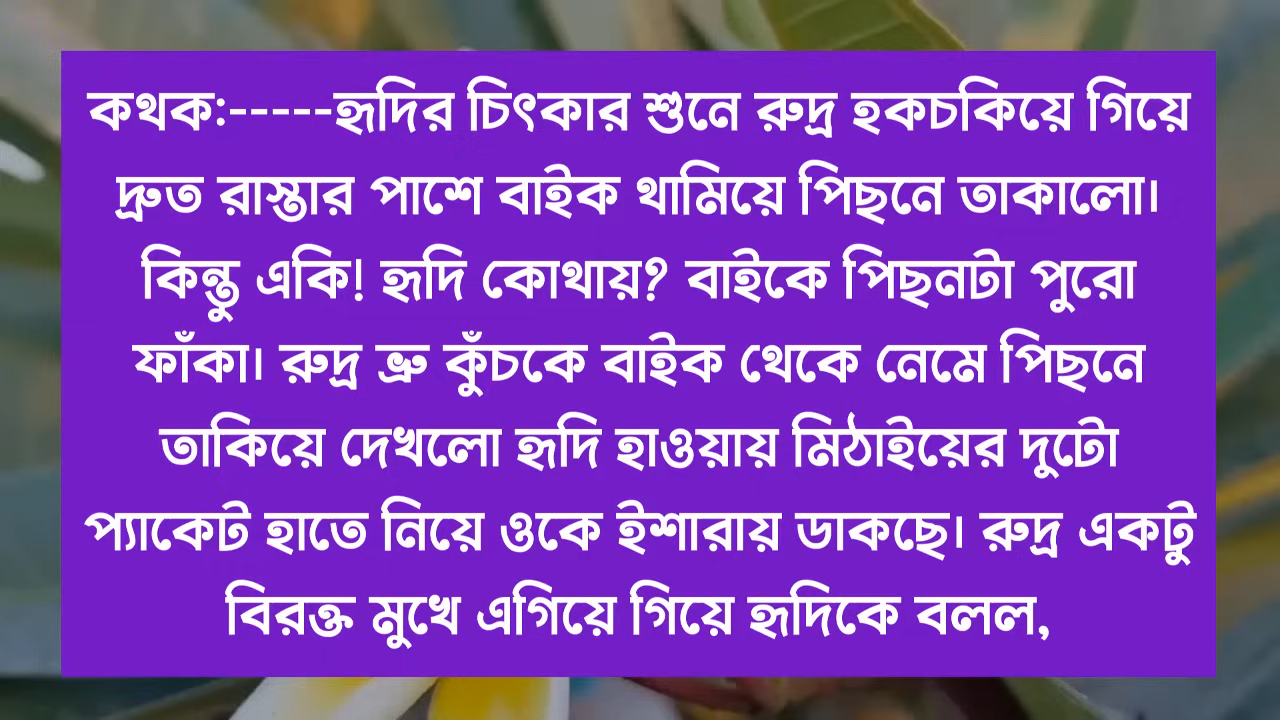 কথক:-----হৃদির চিৎকার শুনে রুদ্র হকচকিয়ে গিয়ে
দ্রুত রাস্তার পাশে বাইক থামিয়ে পিছনে তাকালো।
কিন্তু একি! হৃদি কোথায়? বাইকে পিছনটা পুরো
ফাঁকা। রুদ্র ভ্রু কুঁচকে বাইক থেকে নেমে পিছনে
তাকিয়ে দেখলো হৃদি হাওয়ায় মিঠাইয়ের দুটো
প্যাকেট হাতে নিয়ে ওকে ইশারায় ডাকছে। রুদ্র একটু
বিরক্ত মুখে এগিয়ে গিয়ে হৃদিকে বলল,